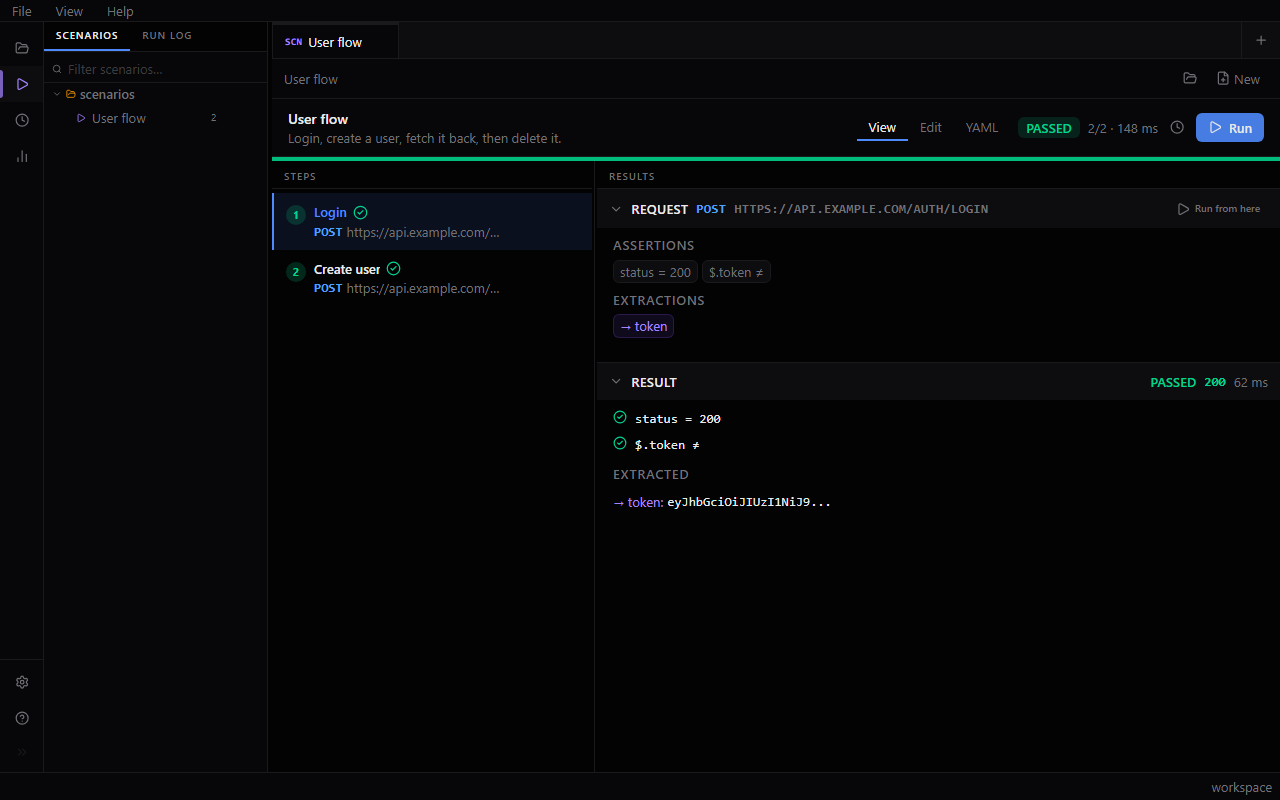 File View Help
SCENARIOS RUN LOG
Filter scenarios...
scenarios
User flow 2
SCN User flow
User flow
New
User flow
Login, create a user, fetch it back, then delete it.
View Edit YAML PASSED 2/2 · 148 ms Run
STEPS
1 Login
POST https://api.example.com/...
2 Create user
POST https://api.example.com/...
RESULTS
REQUEST POST HTTPS://API.EXAMPLE.COM/AUTH/LOGIN Run from here
ASSERTIONS
status = 200 $.token ≠
EXTRACTIONS
→ token
RESULT PASSED 200 62 ms
status = 200
$.token ≠
EXTRACTED
→ token: eyJhbGciOiJIUzI1NiJ9...
workspace